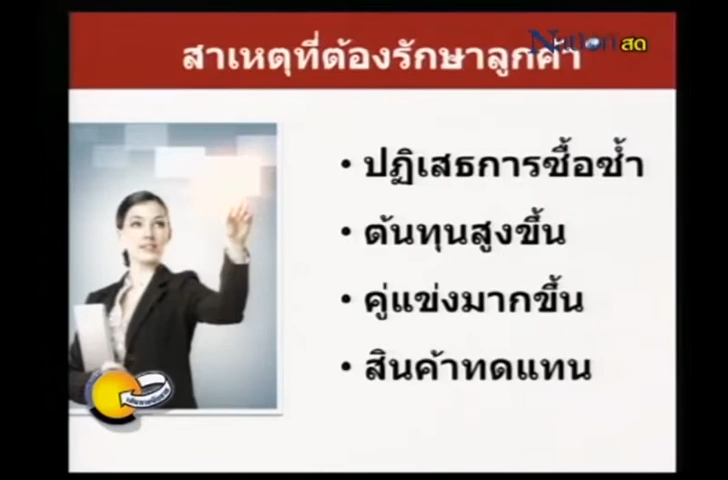 สาเหตุที่ต้องรักษาลูกค้า
Nation สด
• ปฏิเสธการซื้อซ้ำ
• ต้นทุนสูงขึ้น
• คู่แข่งมากขึ้น
• สินค้าทดแทน